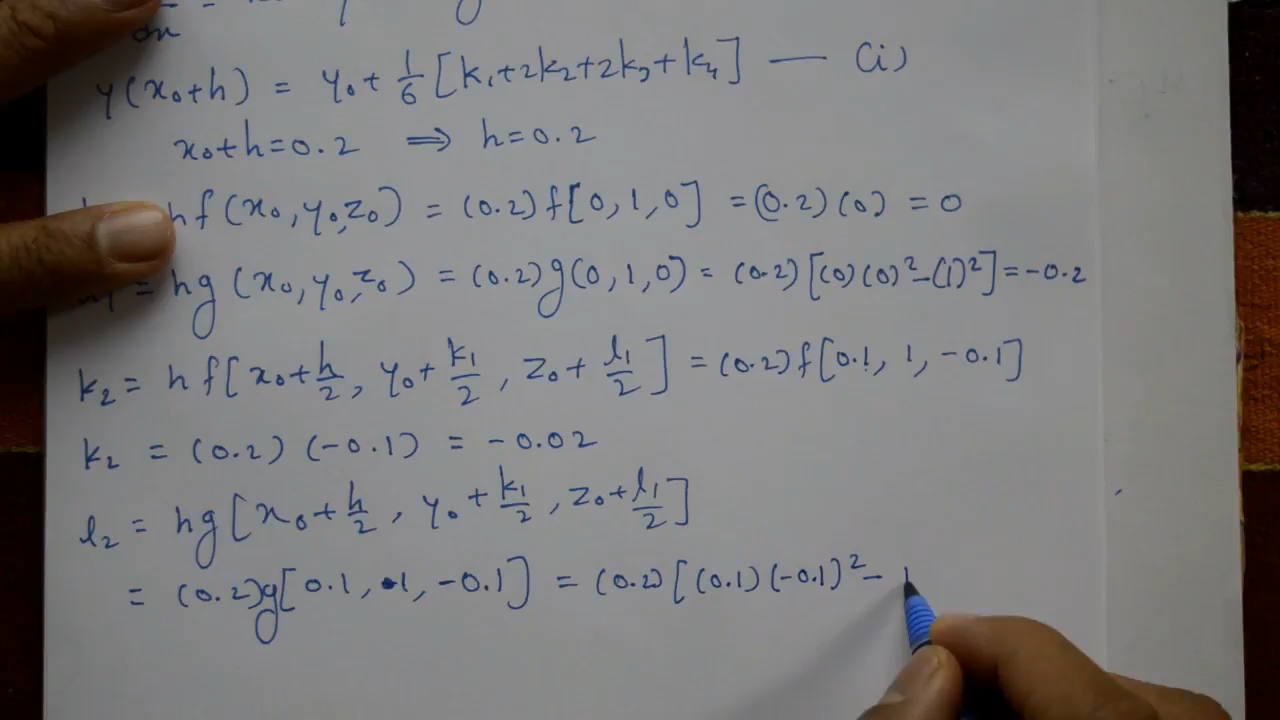 y(x₀+h) = y₀ + 1/6 [k₁+2k₂+2k₃+k₄] — (i)
x₀+h=0.2 ⟹ h=0.2
hf(x₀,y₀,z₀) = (0.2)f[0,1,0] = (0.2)(0) = 0
= hg(x₀,y₀,z₀) = (0.2)g(0,1,0) = (0.2)[(0)(0)²-(1)²] = -0.2
k₂ = hf[x₀+h/2, y₀+k₁/2, z₀+l₁/2] = (0.2)f[0.1, 1, -0.1]
k₂ = (0.2)(-0.1) = -0.02
l₂ = hg[x₀+h/2, y₀+k₁/2, z₀+l₁/2]
= (0.2)g[0.1, 1, -0.1] = (0.2)[(0.1)(-0.1)² - 1